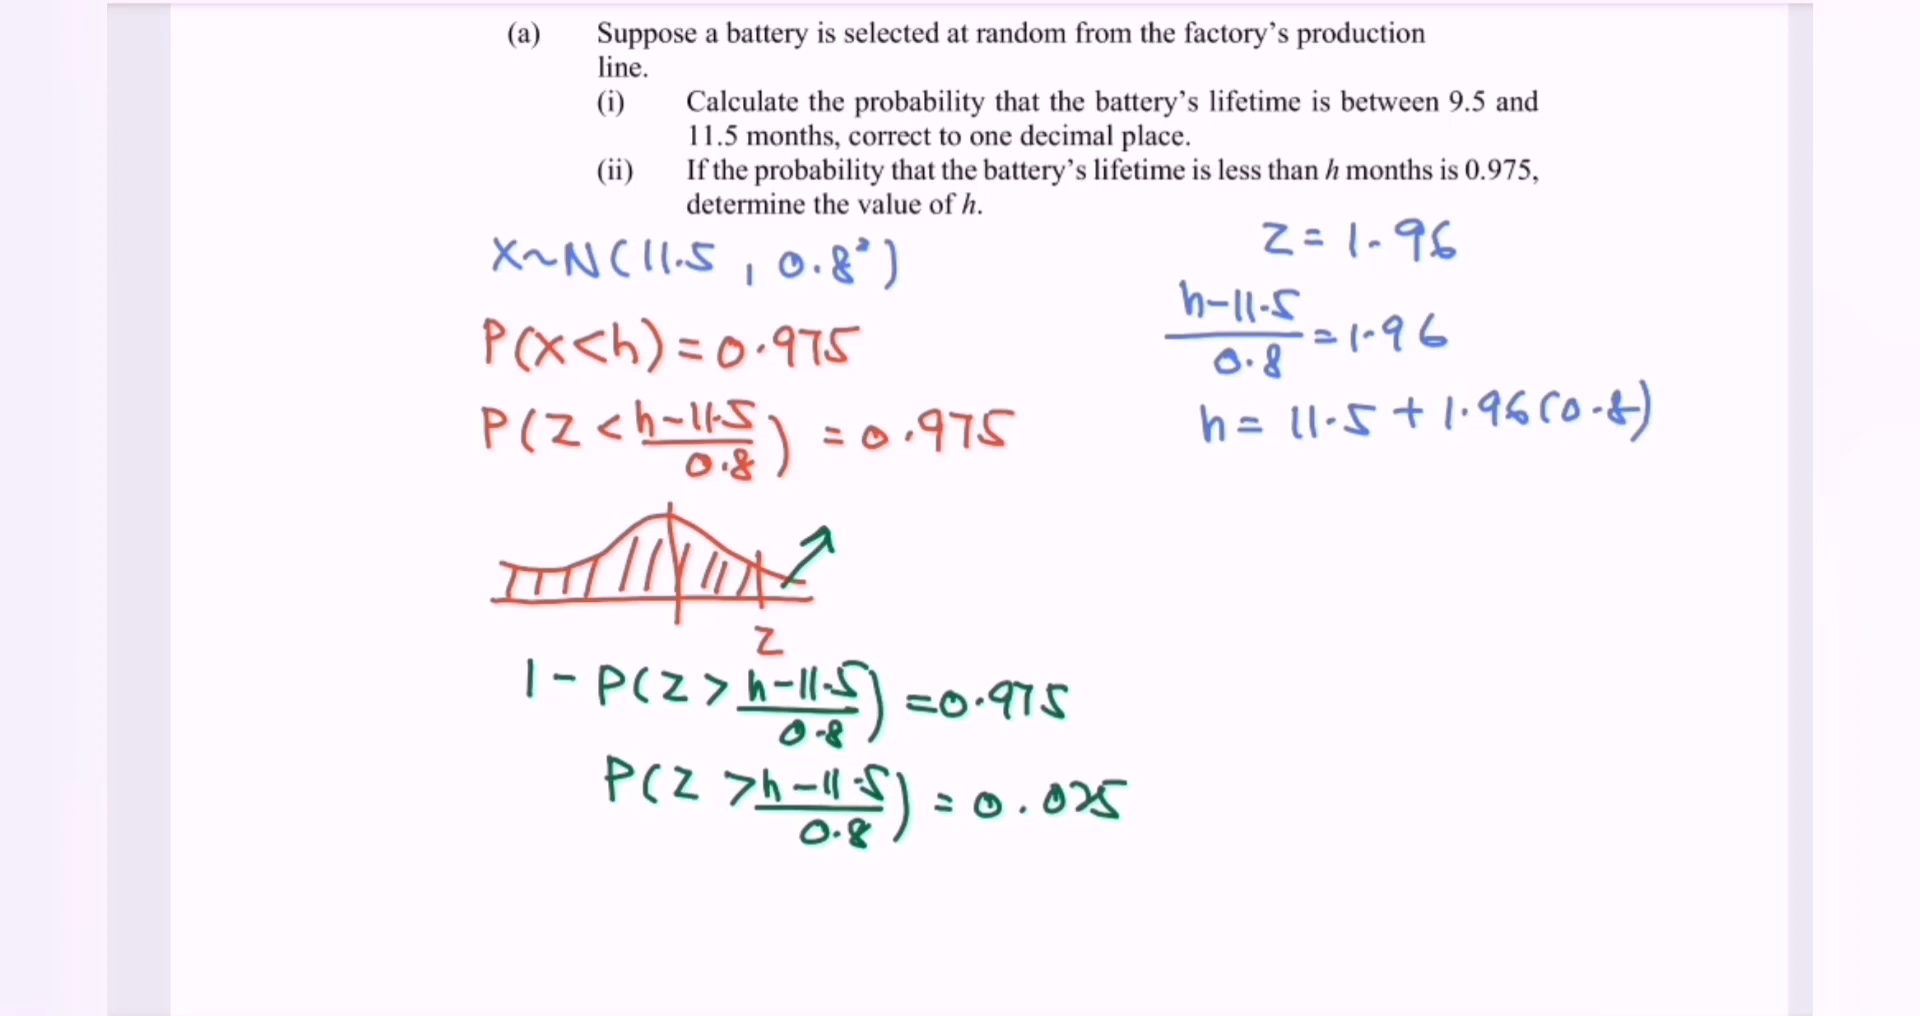 (a) Suppose a battery is selected at random from the factory's production
line.
(i) Calculate the probability that the battery's lifetime is between 9.5 and
11.5 months, correct to one decimal place.
(ii) If the probability that the battery's lifetime is less than h months is 0.975,
determine the value of h.
X~N(11.5, 0.8²)
P(X<h)=0.975
P(Z<(h-11.5)/0.8)=0.975
Z
1-P(Z>(h-11.5)/0.8)=0.975
P(Z>(h-11.5)/0.8)=0.025
Z=1.96
(h-11.5)/0.8=1.96
h=11.5+1.96(0.8)